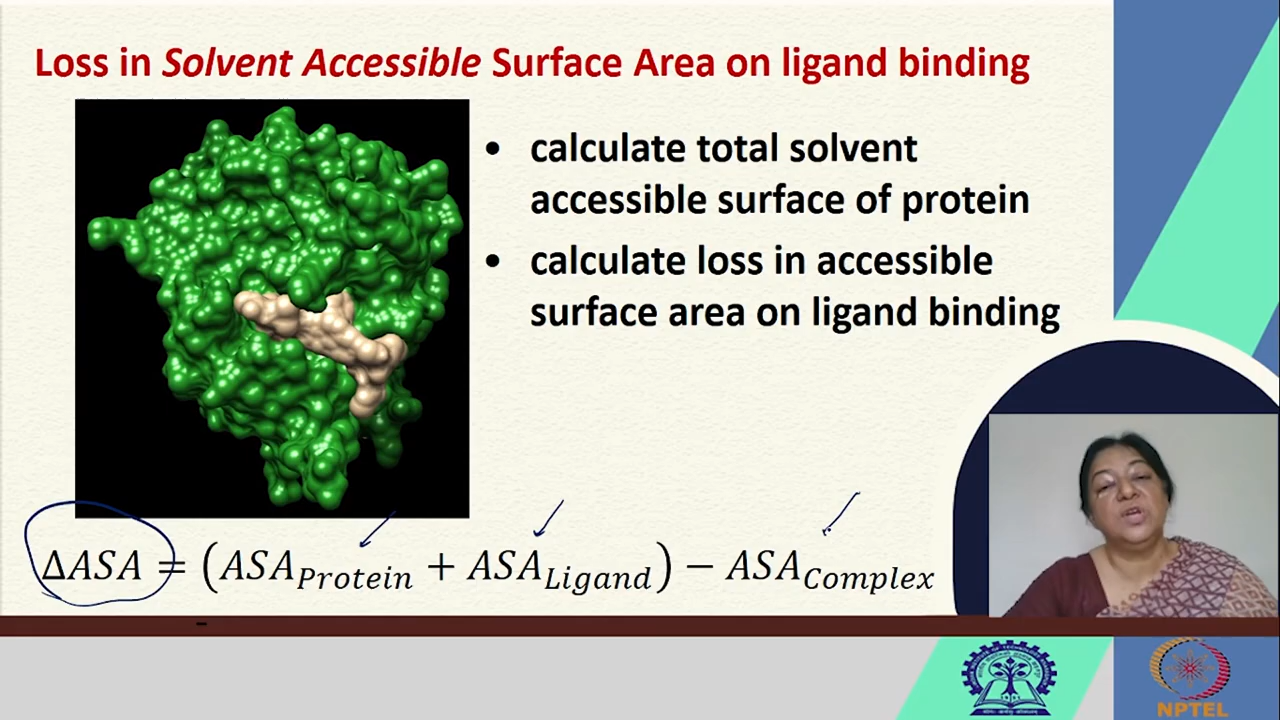 Loss in Solvent Accessible Surface Area on ligand binding
• calculate total solvent
accessible surface of protein
• calculate loss in accessible
surface area on ligand binding
ΔASA = (ASA_Protein + ASA_Ligand) − ASA_Complex
NPTEL